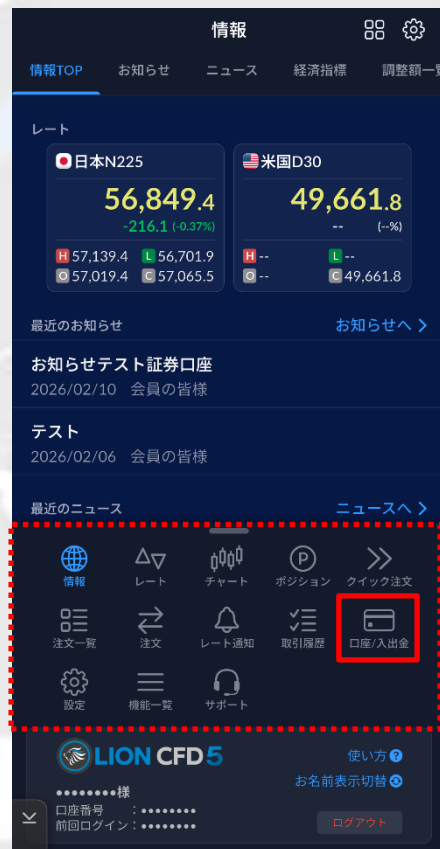 情報
情報TOP お知らせ ニュース 経済指標 調整額一覧
レート
日本N225 米国D30
56,849.4 49,661.8
-216.1 (-0.37%) -- (--%)
H 57,139.4 L 56,701.9 H -- L --
O 57,019.4 C 57,065.5 O -- C 49,661.8
最近のお知らせ お知らせへ
お知らせテスト証券口座
2026/02/10 会員の皆様
テスト
2026/02/06 会員の皆様
最近のニュース ニュースへ
情報 レート チャート ポジション クイック注文
注文一覧 注文 レート通知 取引履歴 口座/入出金
設定 機能一覧 サポート
LION CFD 5 使い方 ?
お名前表示切替
••••••••様
口座番号 :••••••••
前回ログイン:•••••••• ログアウト